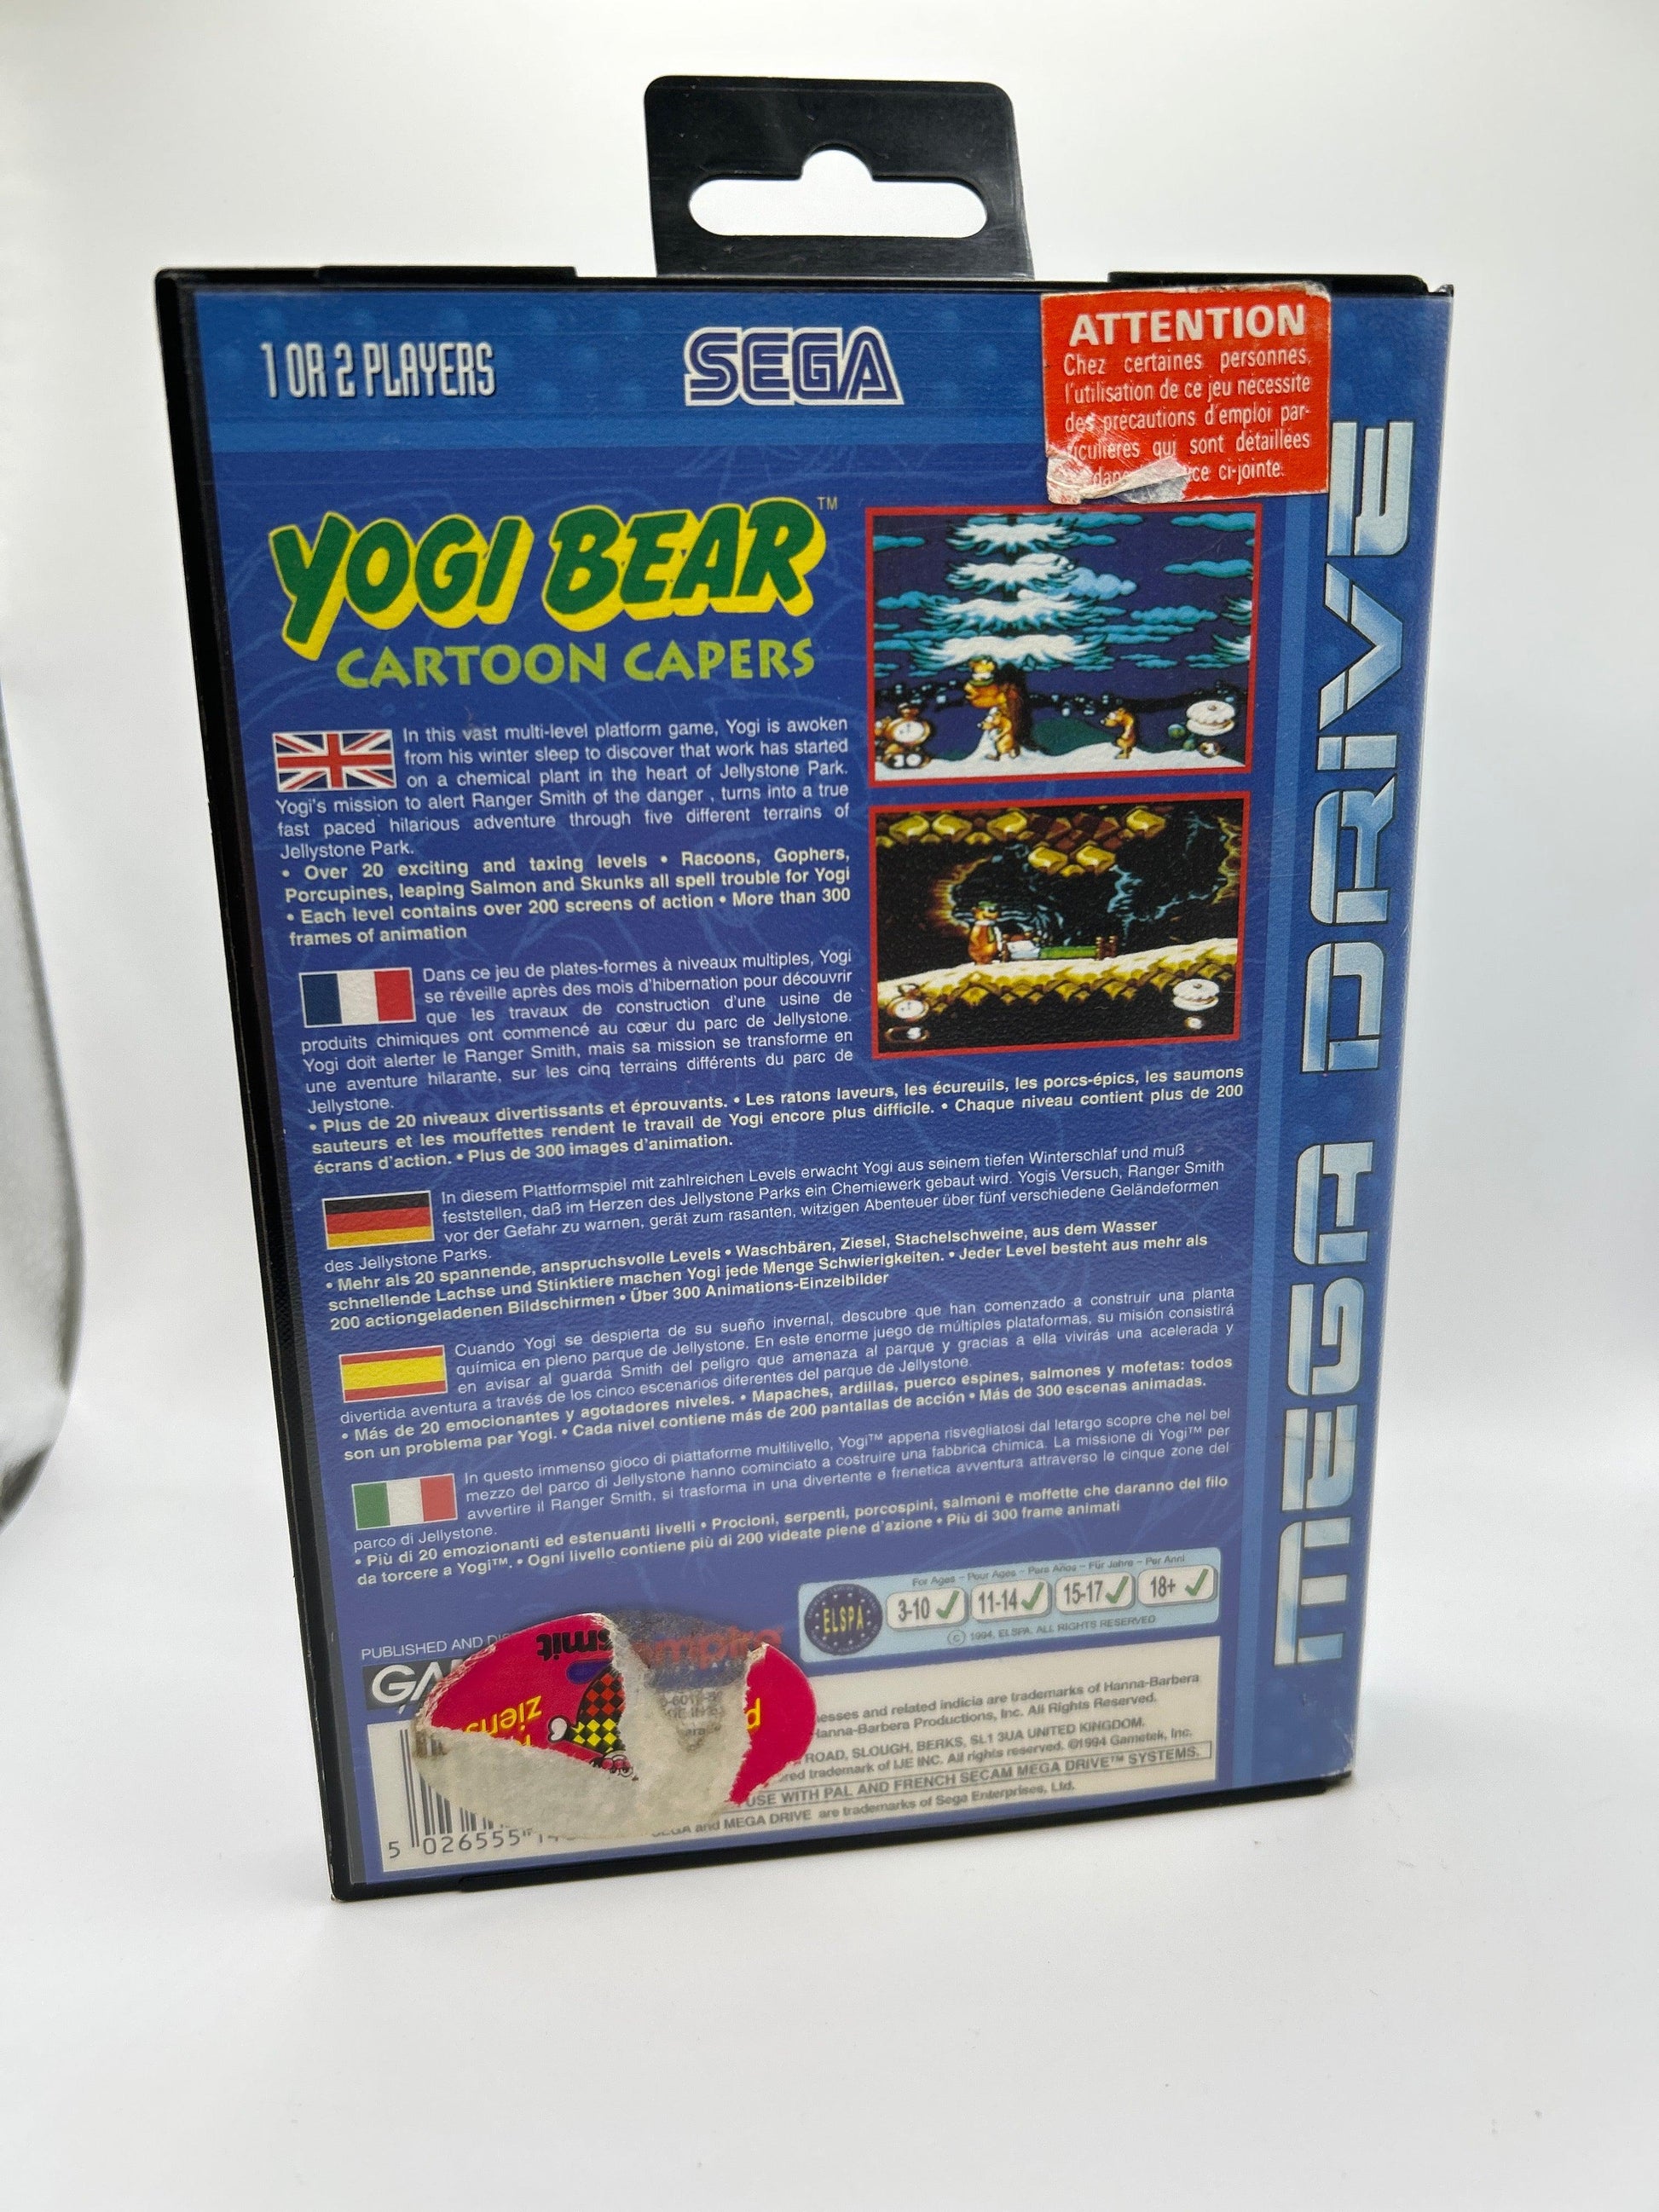 1 OR 2 PLAYERS
SEGA
ATTENTION
Chez certaines personnes,
l'utilisation de ce jeu nécessite
des précautions d'emploi par-
iculières qui sont détaillées
dans ce ci-jointe.
YOGI BEAR™
CARTOON CAPERS
In this vast multi-level platform game, Yogi is awoken
from his winter sleep to discover that work has started
on a chemical plant in the heart of Jellystone Park.
Yogi's mission to alert Ranger Smith of the danger , turns into a true
fast paced hilarious adventure through five different terrains of
Jellystone Park.
• Over 20 exciting and taxing levels • Racoons, Gophers,
Porcupines, leaping Salmon and Skunks all spell trouble for Yogi
• Each level contains over 200 screens of action • More than 300
frames of animation
Dans ce jeu de plates-formes à niveaux multiples, Yogi
se réveille après des mois d'hibernation pour découvrir
que les travaux de construction d'une usine de
produits chimiques ont commencé au cœur du parc de Jellystone.
Yogi doit alerter le Ranger Smith, mais sa mission se transforme en
une aventure hilarante, sur les cinq terrains différents du parc de
Jellystone.
• Plus de 20 niveaux divertissants et éprouvants. • Les ratons laveurs, les écureuils, les porcs-épics, les saumons
sauteurs et les mouffettes rendent le travail de Yogi encore plus difficile. • Chaque niveau contient plus de 200
écrans d'action. • Plus de 300 images d'animation.
In diesem Plattformspiel mit zahlreichen Levels erwacht Yogi aus seinem tiefen Winterschlaf und muß
feststellen, daß im Herzen des Jellystone Parks ein Chemiewerk gebaut wird. Yogis Versuch, Ranger Smith
vor der Gefahr zu warnen, gerät zum rasanten, witzigen Abenteuer über fünf verschiedene Geländeformen
des Jellystone Parks.
• Mehr als 20 spannende, anspruchsvolle Levels • Waschbären, Ziesel, Stachelschweine, aus dem Wasser
schnellende Lachse und Stinktiere machen Yogi jede Menge Schwierigkeiten. • Jeder Level besteht aus mehr als
200 actiongeladenen Bildschirmen • Über 300 Animations-Einzelbilder
Cuando Yogi se despierta de su sueño invernal, descubre que han comenzado a construir una planta
química en pleno parque de Jellystone. En este enorme juego de múltiples plataformas, su misión consistirá
en avisar al guarda Smith del peligro que amenaza al parque y gracias a ella vivirás una acelerada y
divertida aventura a través de los cinco escenarios diferentes del parque de Jellystone.
• Más de 20 emocionantes y agotadores niveles. • Mapaches, ardillas, puerco espines, salmones y mofetas: todos
son un problema par Yogi. • Cada nivel contiene más de 200 pantallas de acción • Más de 300 escenas animadas.
In questo immenso gioco di piattaforme multilivello, Yogi™ appena risvegliatosi dal letargo scopre che nel bel
mezzo del parco di Jellystone hanno cominciato a costruire una fabbrica chimica. La missione di Yogi™ per
avvertire il Ranger Smith, si trasforma in una divertente e frenetica avventura attraverso le cinque zone del
parco di Jellystone.
• Più di 20 emozionanti ed estenuanti livelli • Procioni, serpenti, porcospini, salmoni e moffette che daranno del filo
da torcere a Yogi™. • Ogni livello contiene più di 200 videate piene d'azione • Più di 300 frame animati
ELSPA
For Ages – Pour Ages – Para Años – Für Jahre – Per Anni
3-10 11-14 15-17 18+
© 1994. ELSPA. ALL RIGHTS RESERVED
PUBLISHED AND
smit
ziens
and related indicia are trademarks of Hanna-Barbera
Hanna-Barbera Productions, Inc. All Rights Reserved.
ROAD, SLOUGH, BERKS, SL1 3UA UNITED KINGDOM.
trademark of IJE INC. All rights reserved. ©1994 Gametek, Inc.
USE WITH PAL AND FRENCH SECAM MEGA DRIVE™ SYSTEMS.
and MEGA DRIVE are trademarks of Sega Enterprises, Ltd.
5 026555
MEGA DRIVE